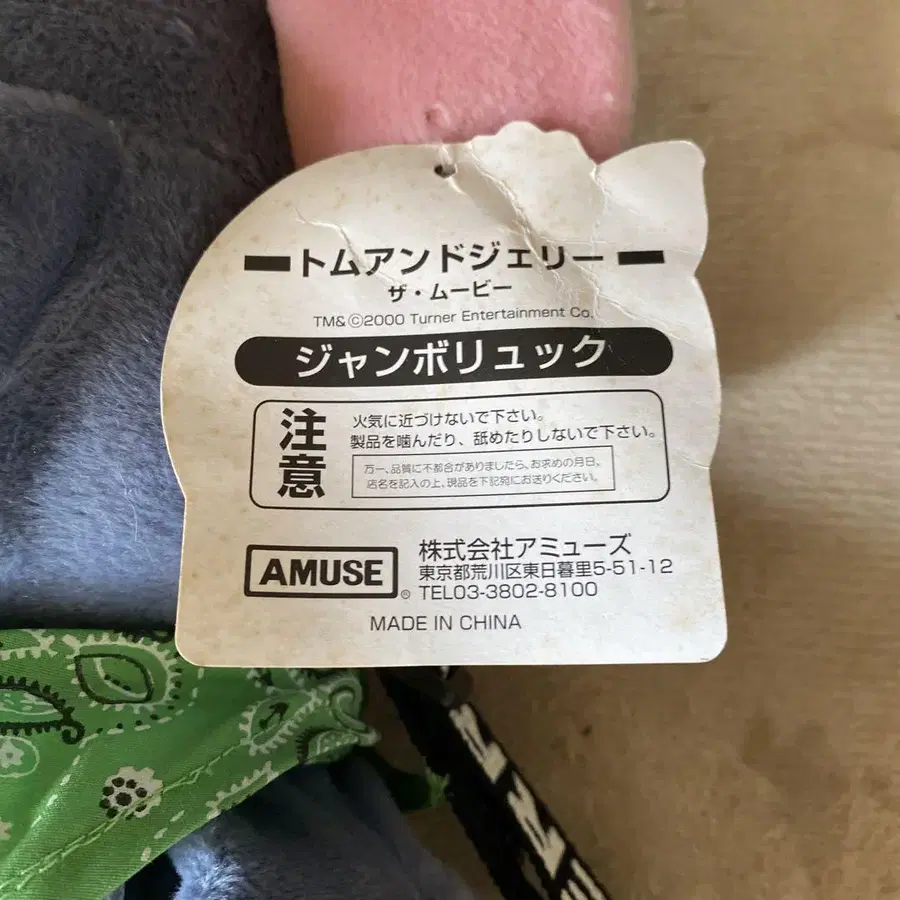 トムアンドジェリー
ザ・ムービー
TM&©2000 Turner Entertainment Co.
ジャンボリュック
注意
火気に近づけないで下さい。
製品を噛んだり、舐めたりしないで下さい。
万一、品質に不都合がありましたら、お求めの月日、
店名を記入の上、現品を下記宛にお送りください。
AMUSE®
株式会社アミューズ
東京都荒川区東日暮里5-51-12
TEL03-3802-8100
MADE IN CHINA